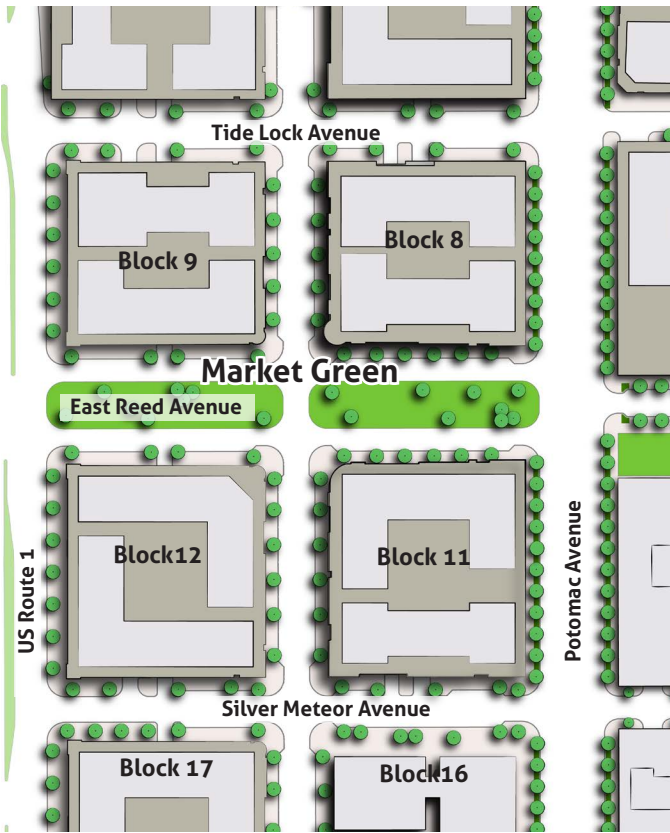 Tide Lock Avenue
Block 9
Block 8
Market Green
East Reed Avenue
US Route 1
Block12
Block 11
Potomac Avenue
Silver Meteor Avenue
Block 17
Block16